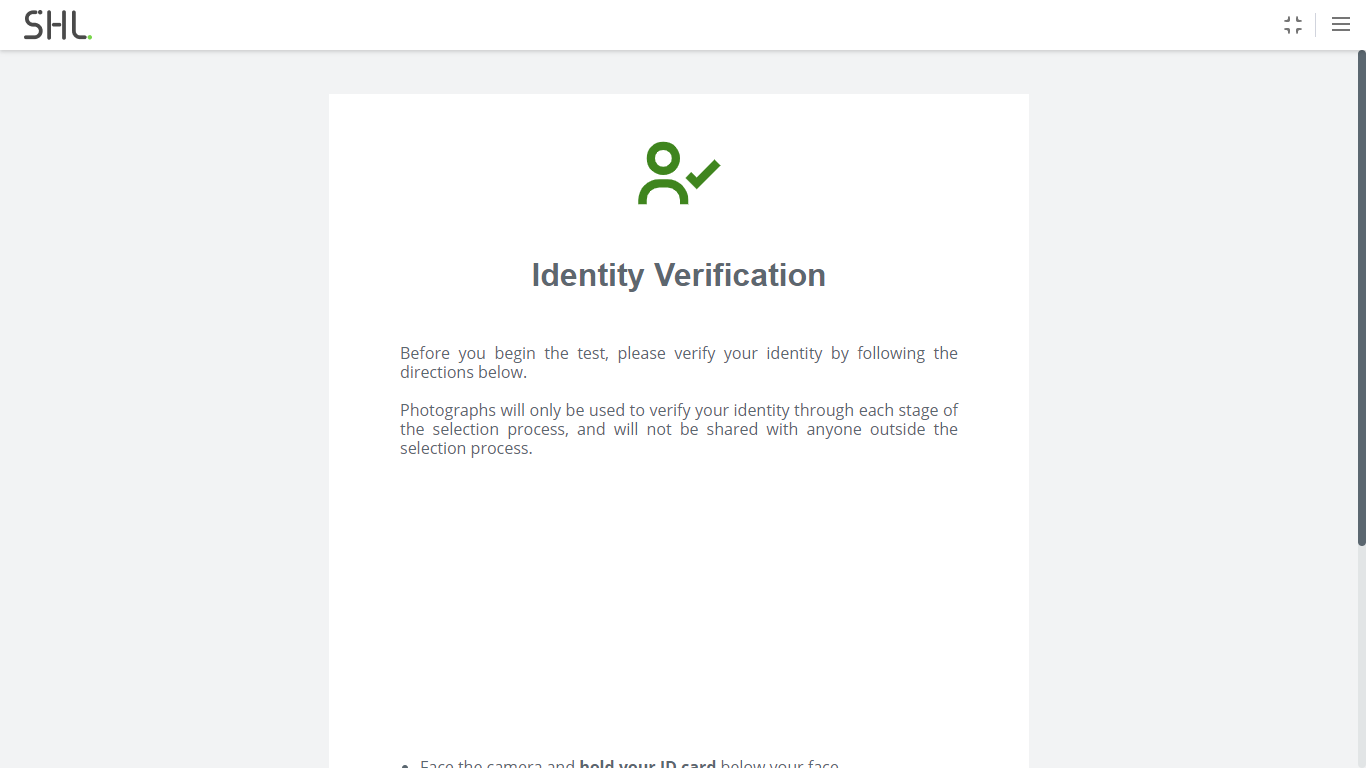 SHL.
Identity Verification
Before you begin the test, please verify your identity by following the
directions below.
Photographs will only be used to verify your identity through each stage of
the selection process, and will not be shared with anyone outside the
selection process.
• Face the camera and hold your ID card below your face